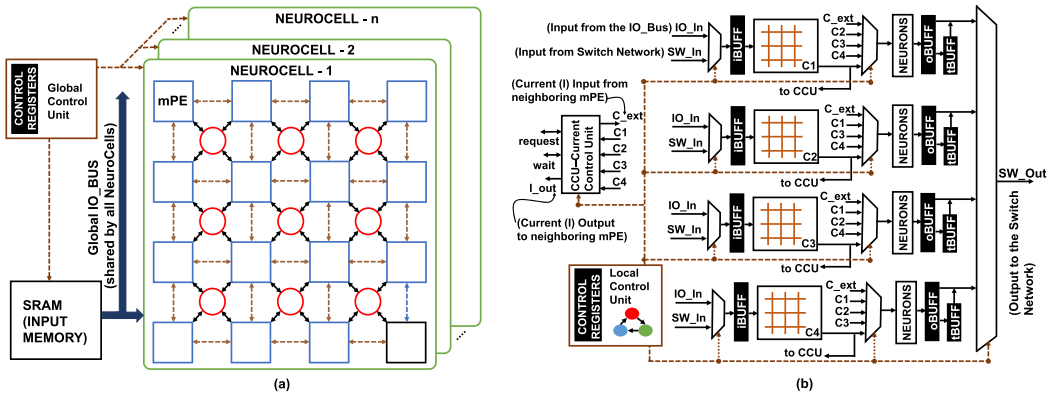 NEUROCELL - n
NEUROCELL - 2
NEUROCELL - 1
CONTROL
REGISTERS
Global
Control
Unit
mPE
Global IO_BUS
(shared by all NeuroCells)
SRAM
(INPUT
MEMORY)
(a)
(Input from the IO_Bus) IO_In
(Input from Switch Network) SW_In
iBUFF
C1
to CCU
C_ext
C2
C3
C4
NEURONS
oBUFF
tBUFF
(Current (I) Input from
neighboring mPE)
C_ext
C1
C2
C3
C4
request
wait
I_out
CCU–Current
Control Unit
(Current (I) Output
to neighboring mPE)
IO_In
SW_In
iBUFF
C2
to CCU
C_ext
C1
C3
C4
NEURONS
oBUFF
tBUFF
IO_In
SW_In
iBUFF
C3
to CCU
C_ext
C1
C2
C4
NEURONS
oBUFF
tBUFF
CONTROL
REGISTERS
Local
Control
Unit
IO_In
SW_In
iBUFF
C4
to CCU
C_ext
C1
C2
C3
NEURONS
oBUFF
tBUFF
SW_Out
(Output to the Switch
Network)
(b)